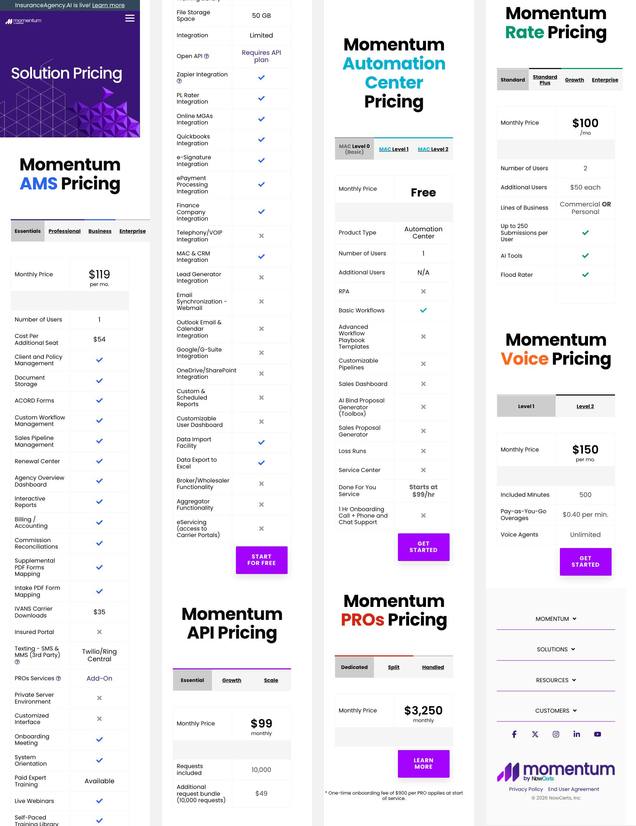 InsuranceAgency.AI is live! Learn more
momentum
Solution Pricing
Momentum
AMS Pricing
Essentials Professional Business Enterprise
Monthly Price $119
per mo.
Number of Users 1
Cost Per
Additional Seat $54
Client and Policy
Management
Document
Storage
ACORD Forms
Custom Workflow
Management
Sales Pipeline
Management
Renewal Center
Agency Overview
Dashboard
Interactive
Reports
Billing /
Accounting
Commission
Reconciliations
Supplemental
PDF Forms
Mapping
Intake PDF Form
Mapping
IVANS Carrier
Downloads $35
Insured Portal
Texting - SMS &
MMS (3rd Party) Twilio/Ring
Central
PROs Services Add-On
Private Server
Environment
Customized
Interface
Onboarding
Meeting
System
Orientation
Paid Expert
Training Available
Live Webinars
Self-Paced
Training Library
File Storage
Space 50 GB
Integration Limited
Open API Requires API
plan
Zapier Integration
PL Rater
Integration
Online MGAs
Integration
Quickbooks
Integration
e-Signature
Integration
ePayment
Processing
Integration
Finance
Company
Integration
Telephony/VOIP
Integration
MAC & CRM
Integration
Lead Generator
Integration
Email
Synchronization -
Webmail
Outlook Email &
Calendar
Integration
Google/G-Suite
Integration
OneDrive/SharePoint
Integration
Custom &
Scheduled
Reports
Customizable
User Dashboard
Data Import
Facility
Data Export to
Excel
Broker/Wholesaler
Functionality
Aggregator
Functionality
eServicing
(access to
Carrier Portals)
START
FOR FREE
Momentum
API Pricing
Essential Growth Scale
Monthly Price $99
monthly
Requests
included 10,000
Additional
request bundle
(10,000 requests) $49
Momentum
Automation
Center
Pricing
MAC Level 0
(Basic) MAC Level 1 MAC Level 2
Monthly Price Free
Product Type Automation
Center
Number of Users 1
Additional Users N/A
RPA
Basic Workflows
Advanced
Workflow
Playbook
Templates
Customizable
Pipelines
Sales Dashboard
AI Bind Proposal
Generator
(Toolbox)
Sales Proposal
Generator
Loss Runs
Service Center
Done For You
Service Starts at
$99/hr
1 Hr Onboarding
Call + Phone and
Chat Support
GET
STARTED
Momentum
PROs Pricing
Dedicated Split Handled
Monthly Price $3,250
monthly
LEARN
MORE
* One-time onboarding fee of $900 per PRO applies at start
of service.
Momentum
Rate Pricing
Standard Standard
Plus Growth Enterprise
Monthly Price $100
/mo
Number of Users 2
Additional Users $50 each
Lines of Business Commercial OR
Personal
Up to 250
Submissions per
User
AI Tools
Flood Rater
Momentum
Voice Pricing
Level 1 Level 2
Monthly Price $150
per mo.
Included Minutes 500
Pay-as-You-Go
Overages $0.40 per min.
Voice Agents Unlimited
GET
STARTED
MOMENTUM
SOLUTIONS
RESOURCES
CUSTOMERS
momentum
by NowCerts
Privacy Policy End User Agreement
© 2026 NowCerts, Inc.